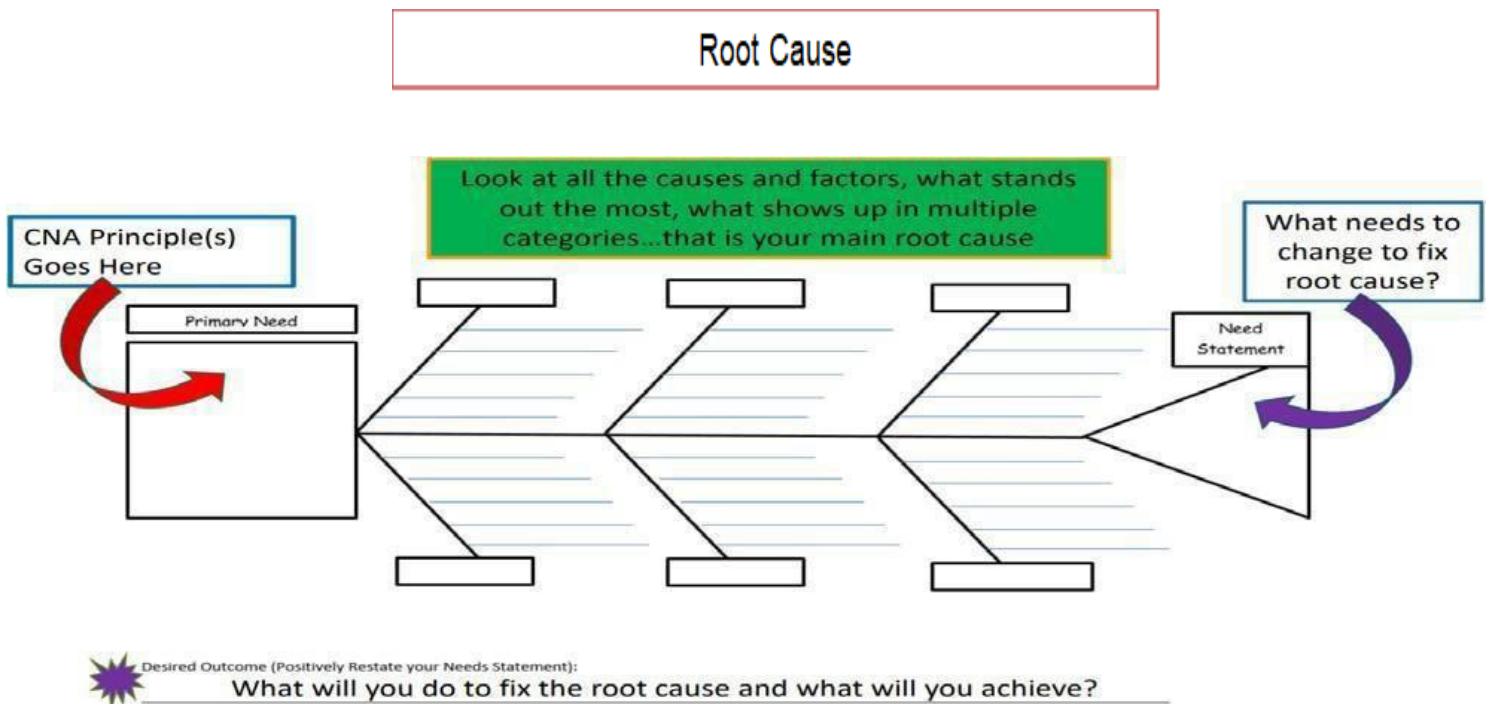 Root Cause
Look at all the causes and factors, what stands
out the most, what shows up in multiple
categories...that is your main root cause
CNA Principle(s)
Goes Here
What needs to
change to fix
root cause?
Primary Need
Need
Statement
Desired Outcome (Positively Restate your Needs Statement):
What will you do to fix the root cause and what will you achieve?